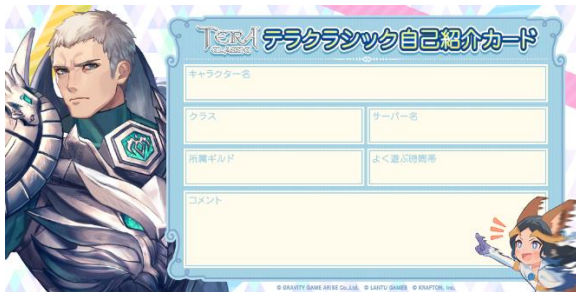 TERA
CLASSIC
テラクラシック自己紹介カード
キャラクター名
クラス
サーバー名
所属ギルド
よく遊ぶ時間帯
コメント
© GRAVITY GAME ARISE Co.,Ltd. © LANTU GAMES © KRAFTON, Inc.